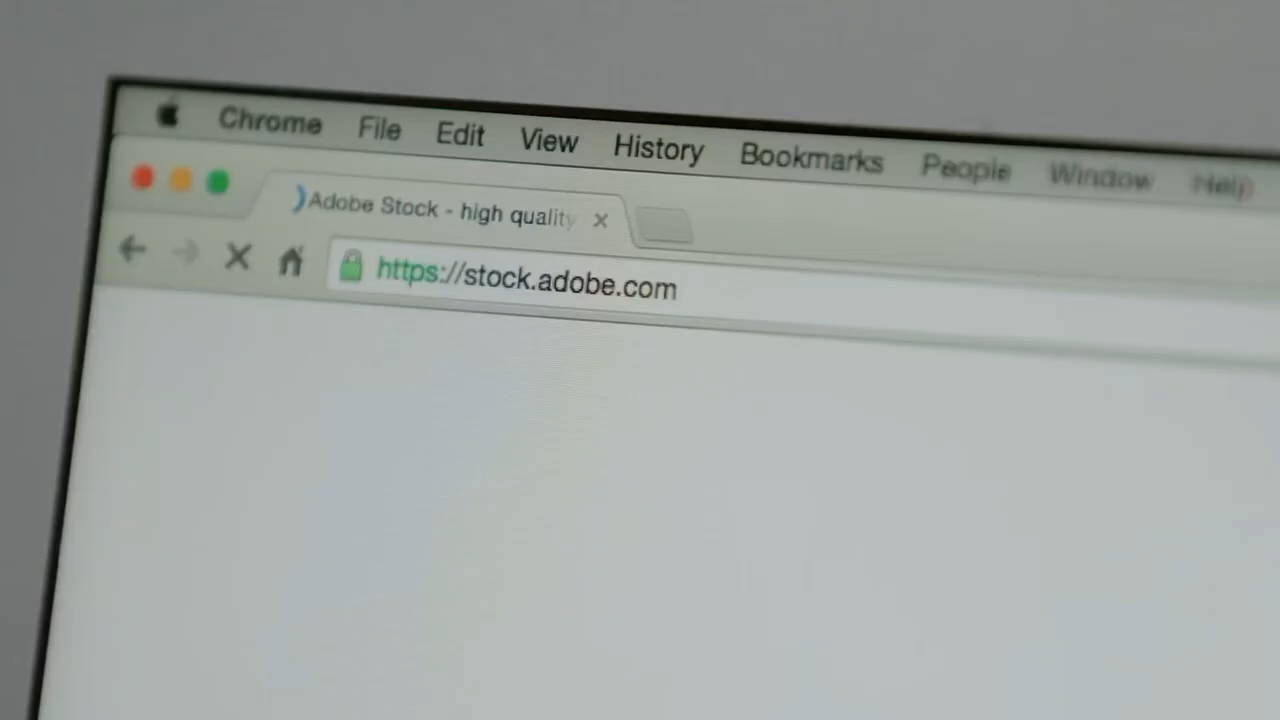 Chrome File Edit View History Bookmarks People Window Help
Adobe Stock - high quality
https://stock.adobe.com